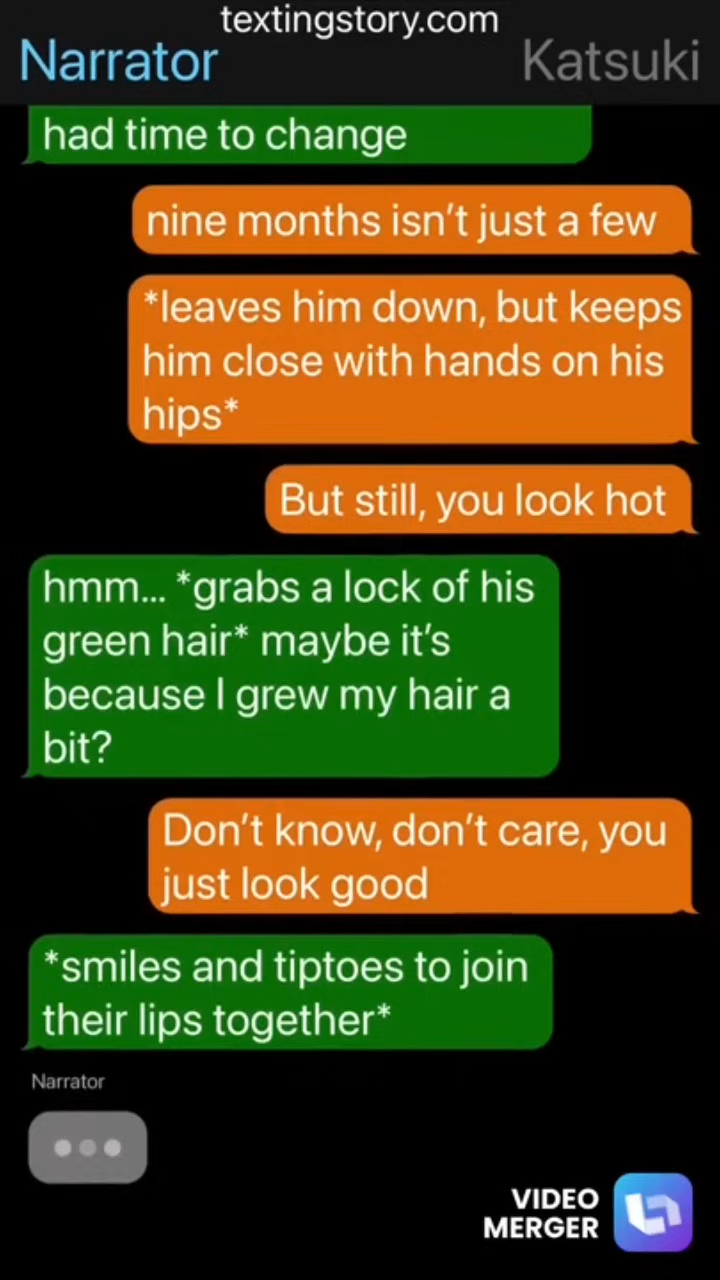 textingstory.com
Narrator
Katsuki
had time to change
nine months isn't just a few
*leaves him down, but keeps
him close with hands on his
hips*
But still, you look hot
hmm... *grabs a lock of his
green hair* maybe it's
because I grew my hair a
bit?
Don't know, don't care, you
just look good
*smiles and tiptoes to join
their lips together*
Narrator
VIDEO
MERGER